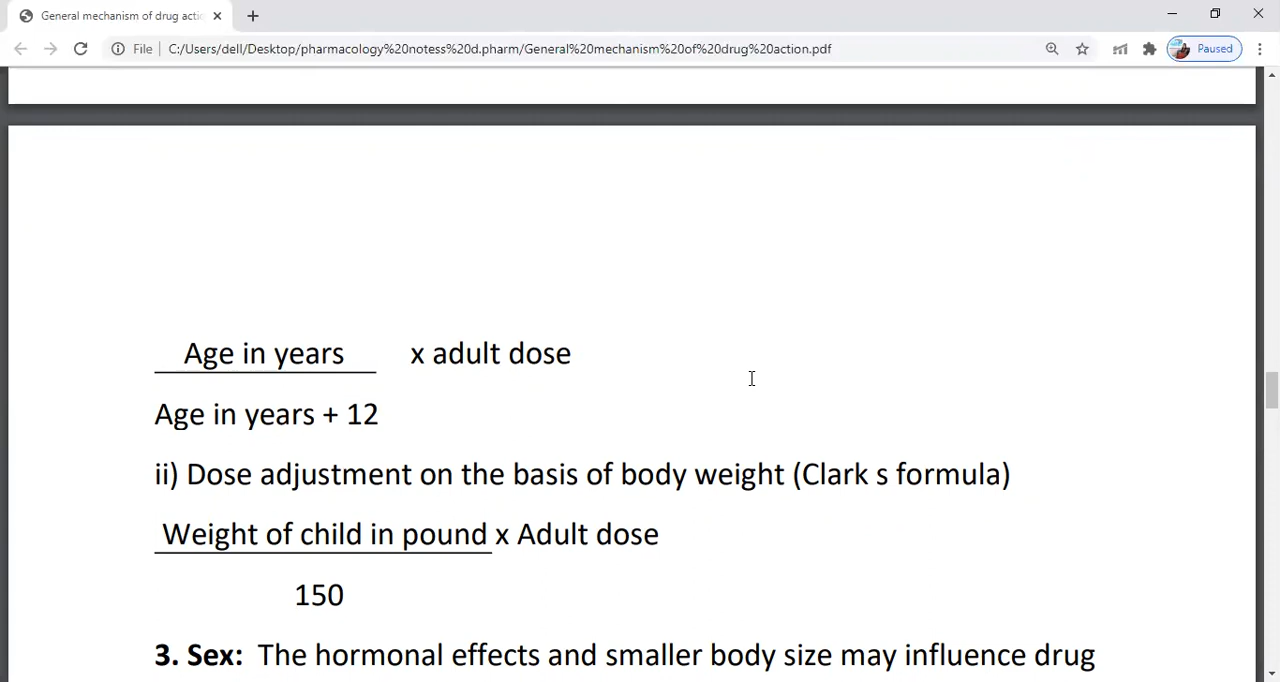 General mechanism of drug actio
File C:/Users/dell/Desktop/pharmacology%20notess%20d.pharm/General%20mechanism%20of%20drug%20action.pdf
Paused
Age in years x adult dose
Age in years + 12
ii) Dose adjustment on the basis of body weight (Clark s formula)
Weight of child in pound x Adult dose
150
3. Sex: The hormonal effects and smaller body size may influence drug